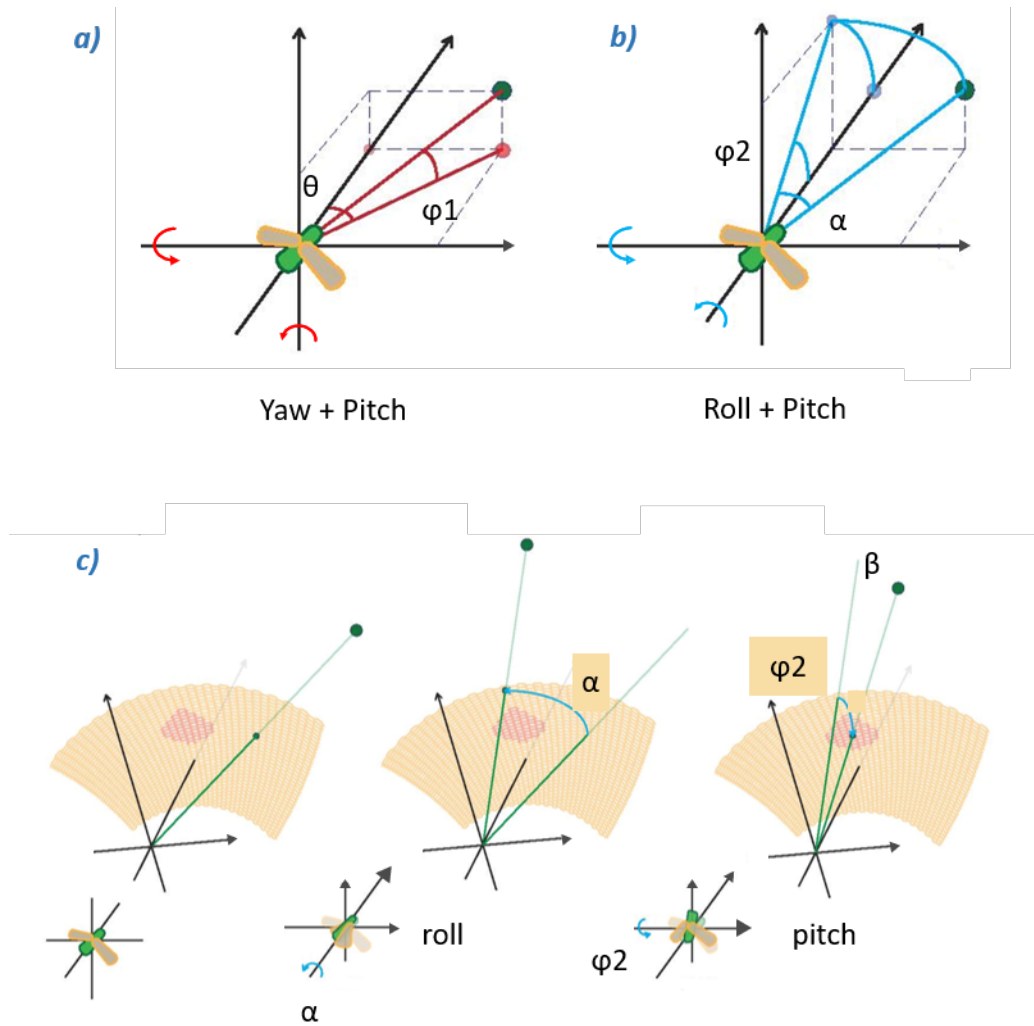 a)
b)
θ
φ1
φ2
α
Yaw + Pitch
Roll + Pitch
c)
β
φ2
α
roll
pitch
φ2
α